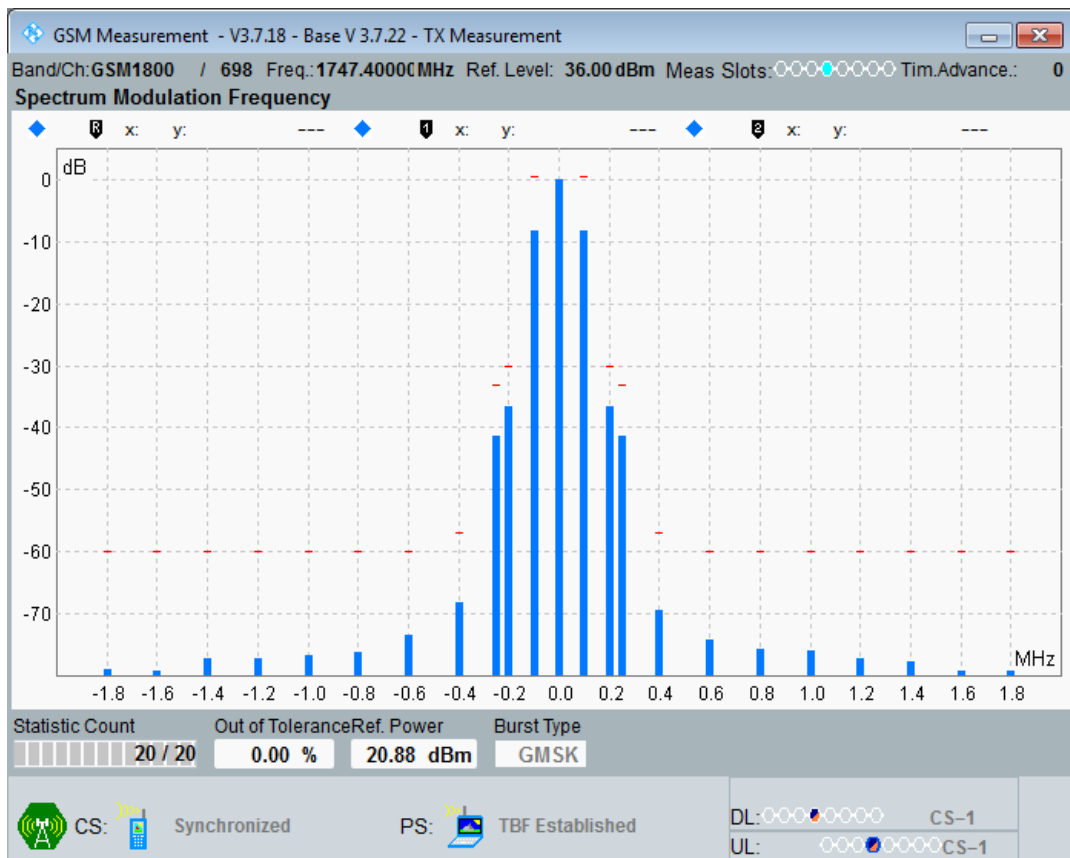 GSM Measurement  - V3.7.18 - Base V 3.7.22 - TX Measurement
Band/Ch:GSM1800 / 698 Freq.:1747.40000MHz Ref. Level: 36.00 dBm Meas Slots: Tim.Advance.: 0
Spectrum Modulation Frequency
R x: y: --- 1 x: y: --- 2 x: y: ---
dB
0
-10
-20
-30
-40
-50
-60
-70
MHz
-1.8 -1.6 -1.4 -1.2 -1.0 -0.8 -0.6 -0.4 -0.2 0.0 0.2 0.4 0.6 0.8 1.0 1.2 1.4 1.6 1.8
Statistic Count Out of Tolerance Ref. Power Burst Type
20 / 20 0.00 % 20.88 dBm GMSK
CS: Synchronized PS: TBF Established DL: CS-1
UL: CS-1